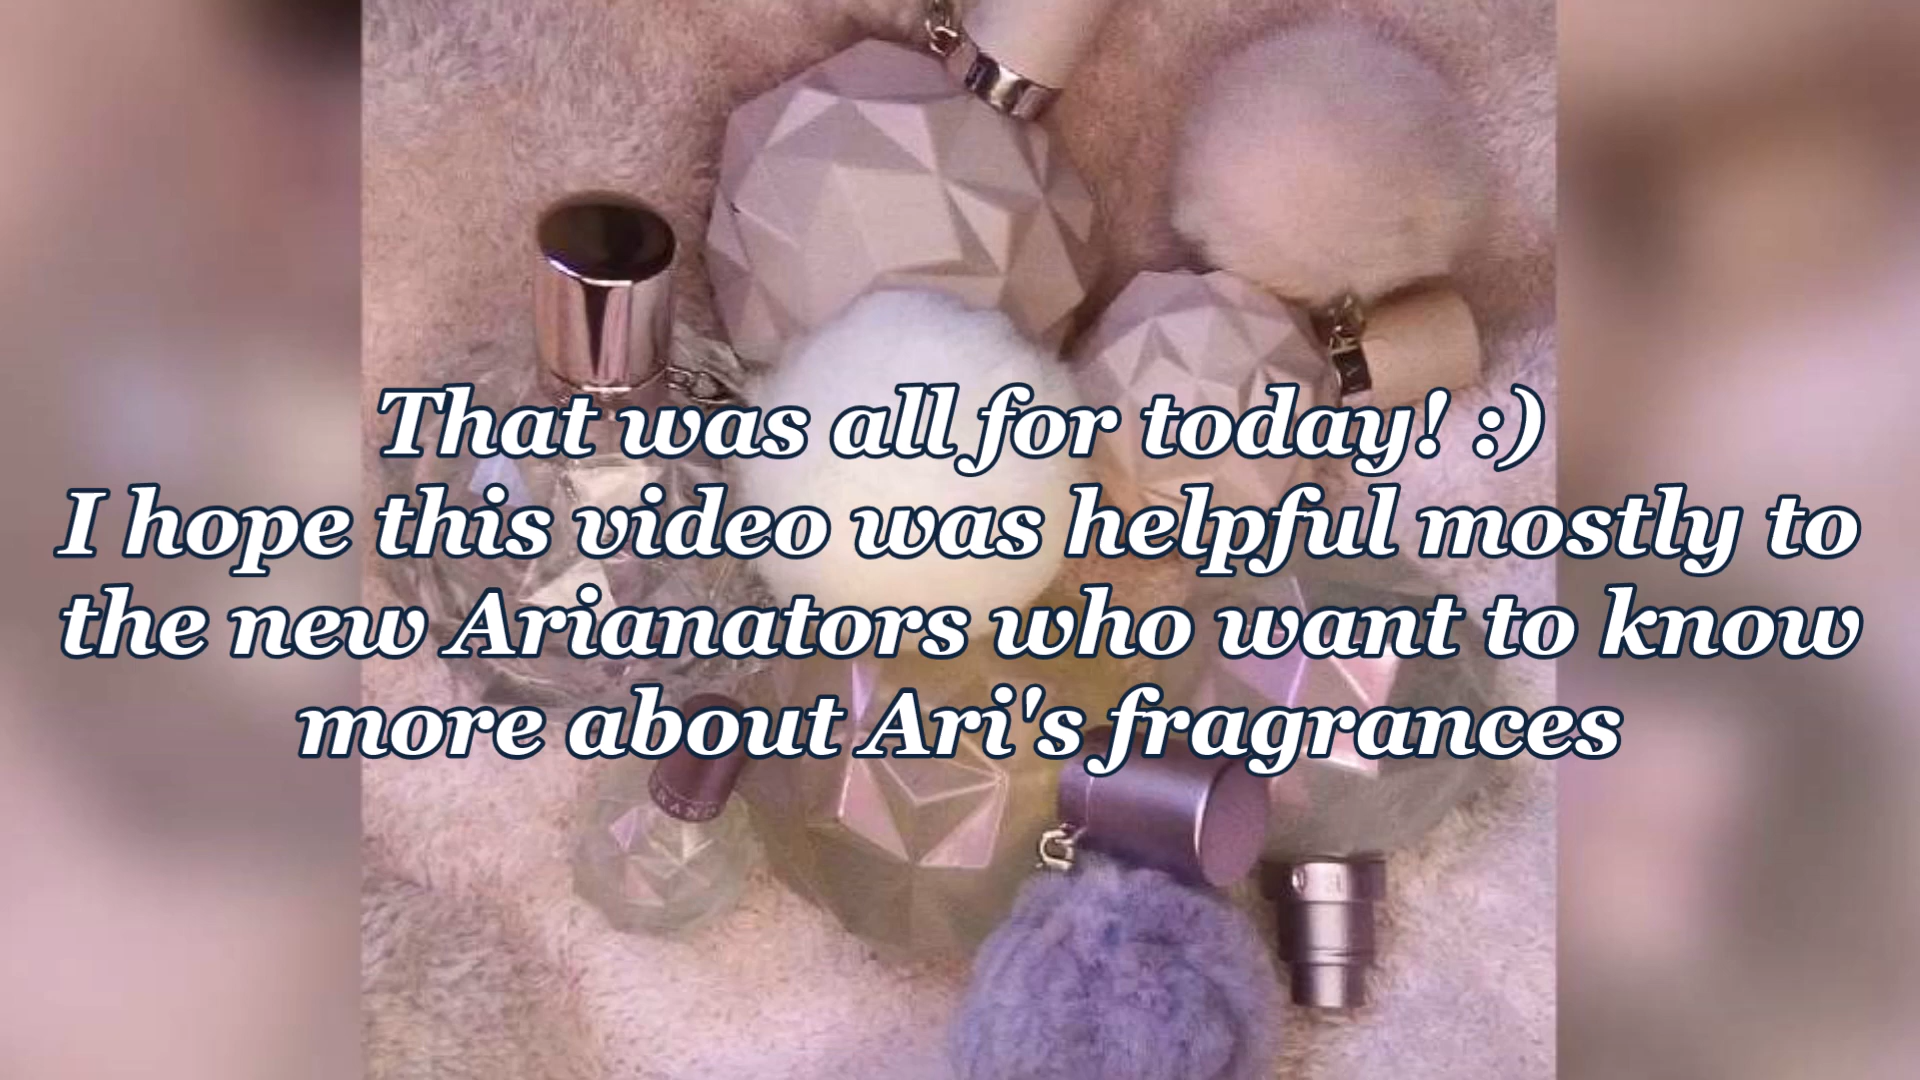 That was all for today! :)
I hope this video was helpful mostly to
the new Arianators who want to know
more about Ari's fragrances